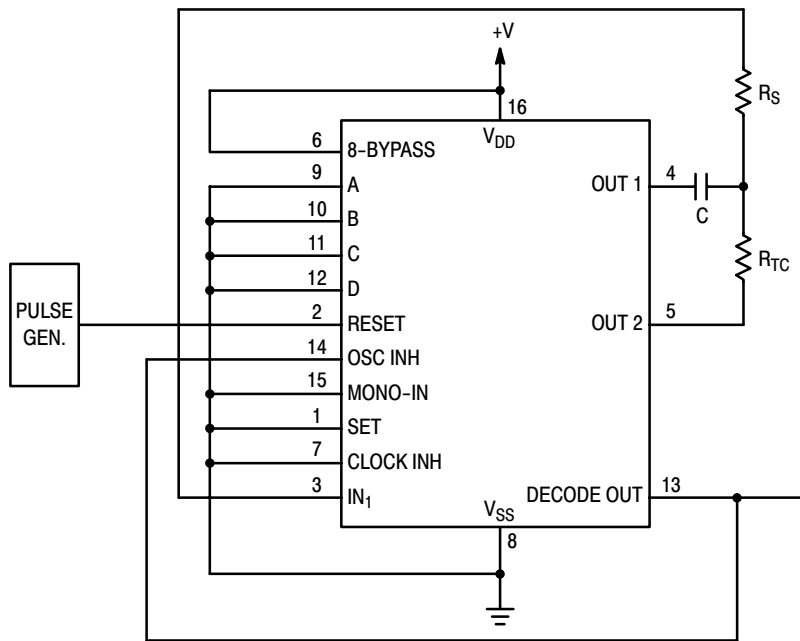 +V
16
V_DD
R_S
6
8-BYPASS
9
A
OUT 1
4
C
10
B
11
C
12
D
R_TC
PULSE
GEN.
2
RESET
OUT 2
5
14
OSC INH
15
MONO-IN
1
SET
7
CLOCK INH
3
IN_1
V_SS
8
DECODE OUT
13